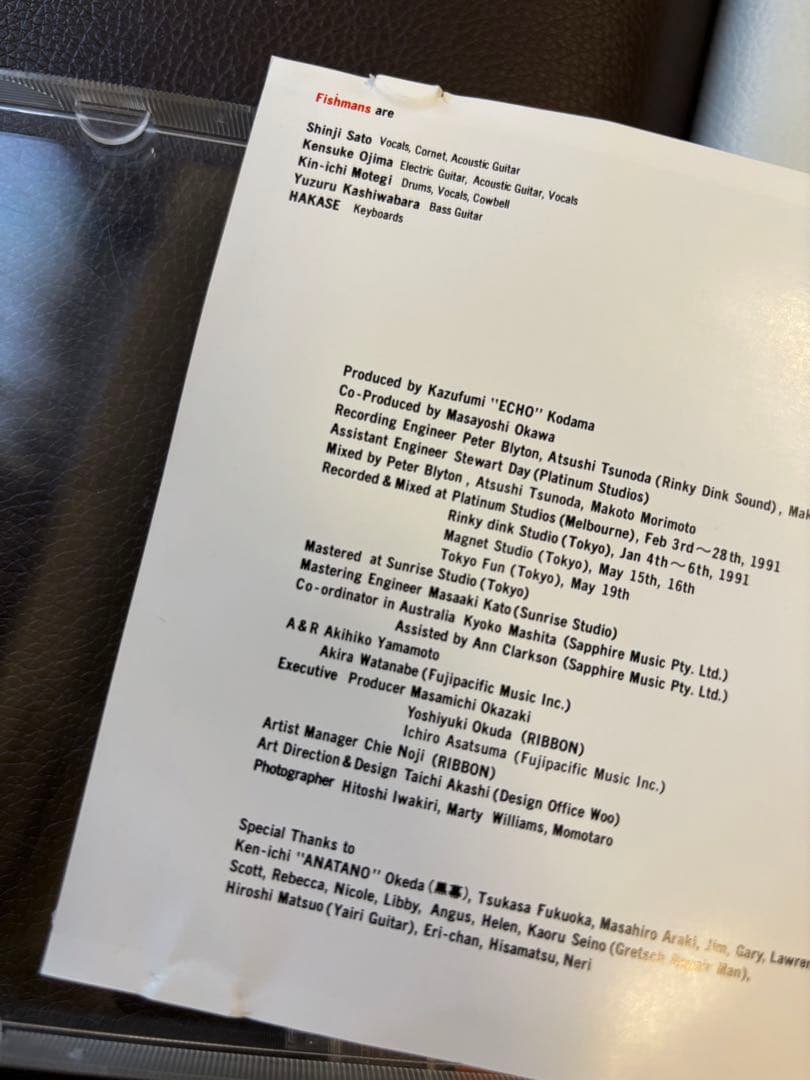 Fishmans are
Shinji Sato Vocals, Cornet, Acoustic Guitar
Kensuke Ojima Electric Guitar, Acoustic Guitar, Vocals
Kin-ichi Motegi Drums, Vocals, Cowbell
Yuzuru Kashiwabara Bass Guitar
HAKASE Keyboards
Produced by Kazufumi "ECHO" Kodama
Co-Produced by Masayoshi Okawa
Recording Engineer Peter Blyton, Atsushi Tsunoda (Rinky Dink Sound), Mak
Assistant Engineer Stewart Day (Platinum Studios)
Mixed by Peter Blyton, Atsushi Tsunoda, Makoto Morimoto
Recorded & Mixed at Platinum Studios (Melbourne), Feb 3rd～28th, 1991
Rinky dink Studio (Tokyo), Jan 4th～6th, 1991
Magnet Studio (Tokyo), May 15th, 16th
Tokyo Fun (Tokyo), May 19th
Mastered at Sunrise Studio (Tokyo)
Mastering Engineer Masaaki Kato (Sunrise Studio)
Co-ordinator in Australia Kyoko Mashita (Sapphire Music Pty. Ltd.)
Assisted by Ann Clarkson (Sapphire Music Pty. Ltd.)
A & R Akihiko Yamamoto
Akira Watanabe (Fujipacific Music Inc.)
Executive Producer Masamichi Okazaki
Yoshiyuki Okuda (RIBBON)
Ichiro Asatsuma (Fujipacific Music Inc.)
Artist Manager Chie Noji (RIBBON)
Art Direction & Design Taichi Akashi (Design Office Woo)
Photographer Hitoshi Iwakiri, Marty Williams, Momotaro
Special Thanks to
Ken-ichi "ANATANO" Okeda (黒幕), Tsukasa Fukuoka, Masahiro Araki, Jim, Gary, Lawren
Scott, Rebecca, Nicole, Libby, Angus, Helen, Kaoru Seino (Gretsch Repair Man),
Hiroshi Matsuo (Yairi Guitar), Eri-chan, Hisamatsu, Neri